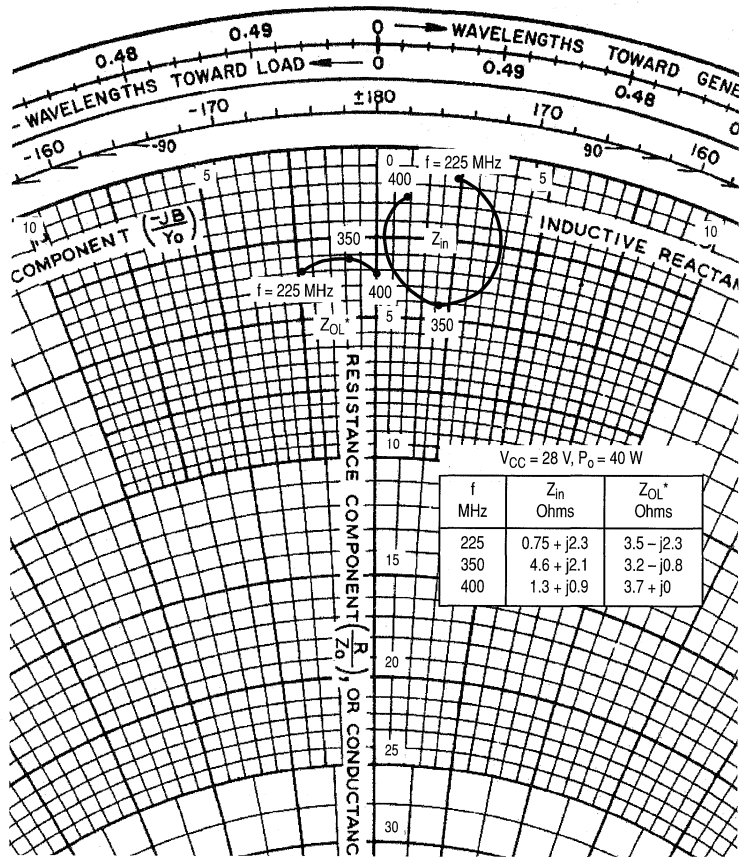 0.48
0.49
0 → WAVELENGTHS TOWARD GENE
– WAVELENGTHS TOWARD LOAD ←
0
0.49
0.48
0
-160
-170
±180
170
160
-90
90
10
5
0
f = 225 MHz
5
10
400
COMPONENT (-JB/Yo)
INDUCTIVE REACTAN
350
Zin
f = 225 MHz
400
ZOL
5
350
RESISTANCE COMPONENT (R/Zo), OR CONDUCTANC
10
15
20
25
30
VCC = 28 V, Po = 40 W
f MHz Zin Ohms ZOL* Ohms
225 0.75 + j2.3 3.5 – j2.3
350 4.6 + j2.1 3.2 – j0.8
400 1.3 + j0.9 3.7 + j0